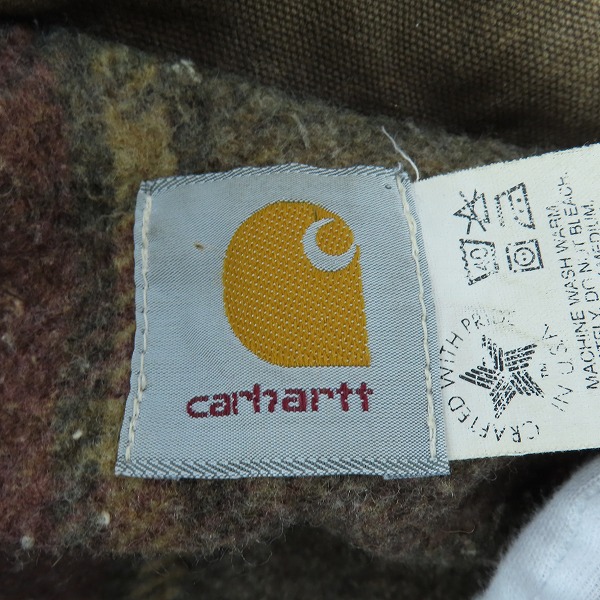 carhartt
CRAFTED WITH PRIDE
IN U.S.A.
MACHINE WASH WARM
DO NOT BLEACH.
MEDIUM.